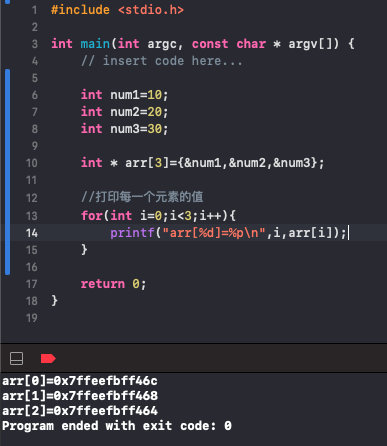 1 #include <stdio.h>
2
3 int main(int argc, const char * argv[]) {
4     // insert code here...
5
6     int num1=10;
7     int num2=20;
8     int num3=30;
9
10     int * arr[3]={&num1,&num2,&num3};
11
12     //打印每一个元素的值
13     for(int i=0;i<3;i++){
14         printf("arr[%d]=%p\n",i,arr[i]);
15     }
16
17     return 0;
18 }
19
arr[0]=0x7ffeefbff46c
arr[1]=0x7ffeefbff468
arr[2]=0x7ffeefbff464
Program ended with exit code: 0